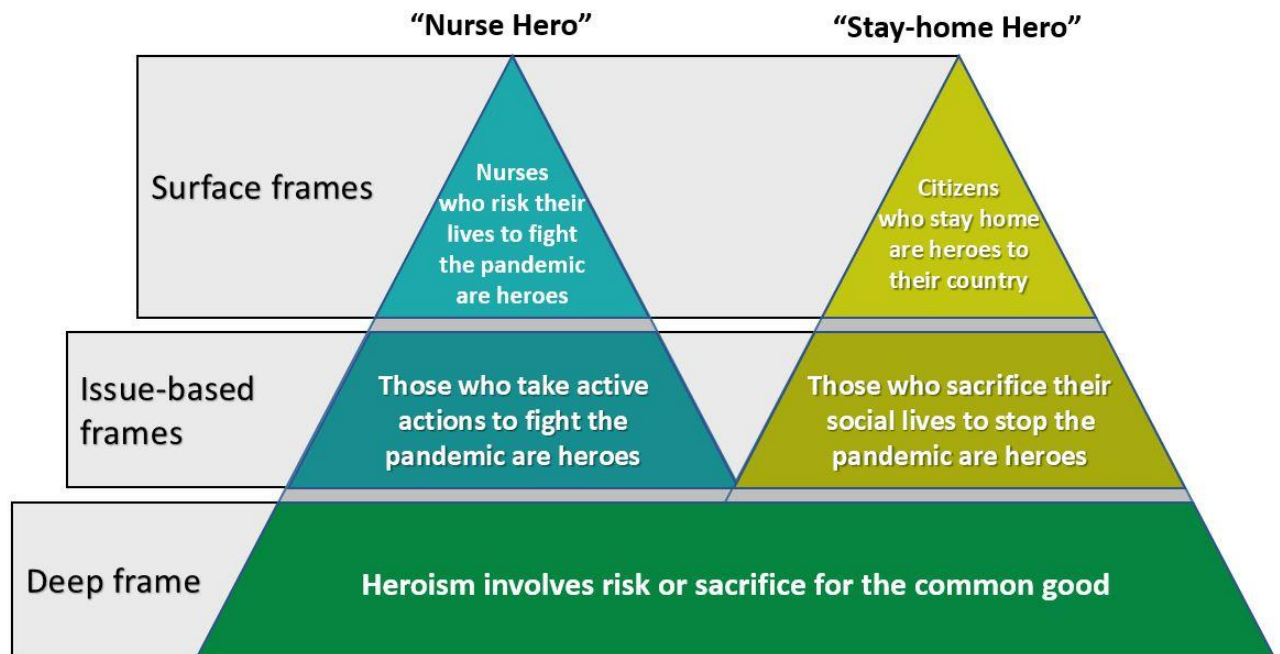 “Nurse Hero”
“Stay-home Hero”
Surface frames
Nurses
who risk their
lives to fight
the pandemic
are heroes
Citizens
who stay home
are heroes to
their country
Issue-based
frames
Those who take active
actions to fight the
pandemic are heroes
Those who sacrifice their
social lives to stop the
pandemic are heroes
Deep frame
Heroism involves risk or sacrifice for the common good